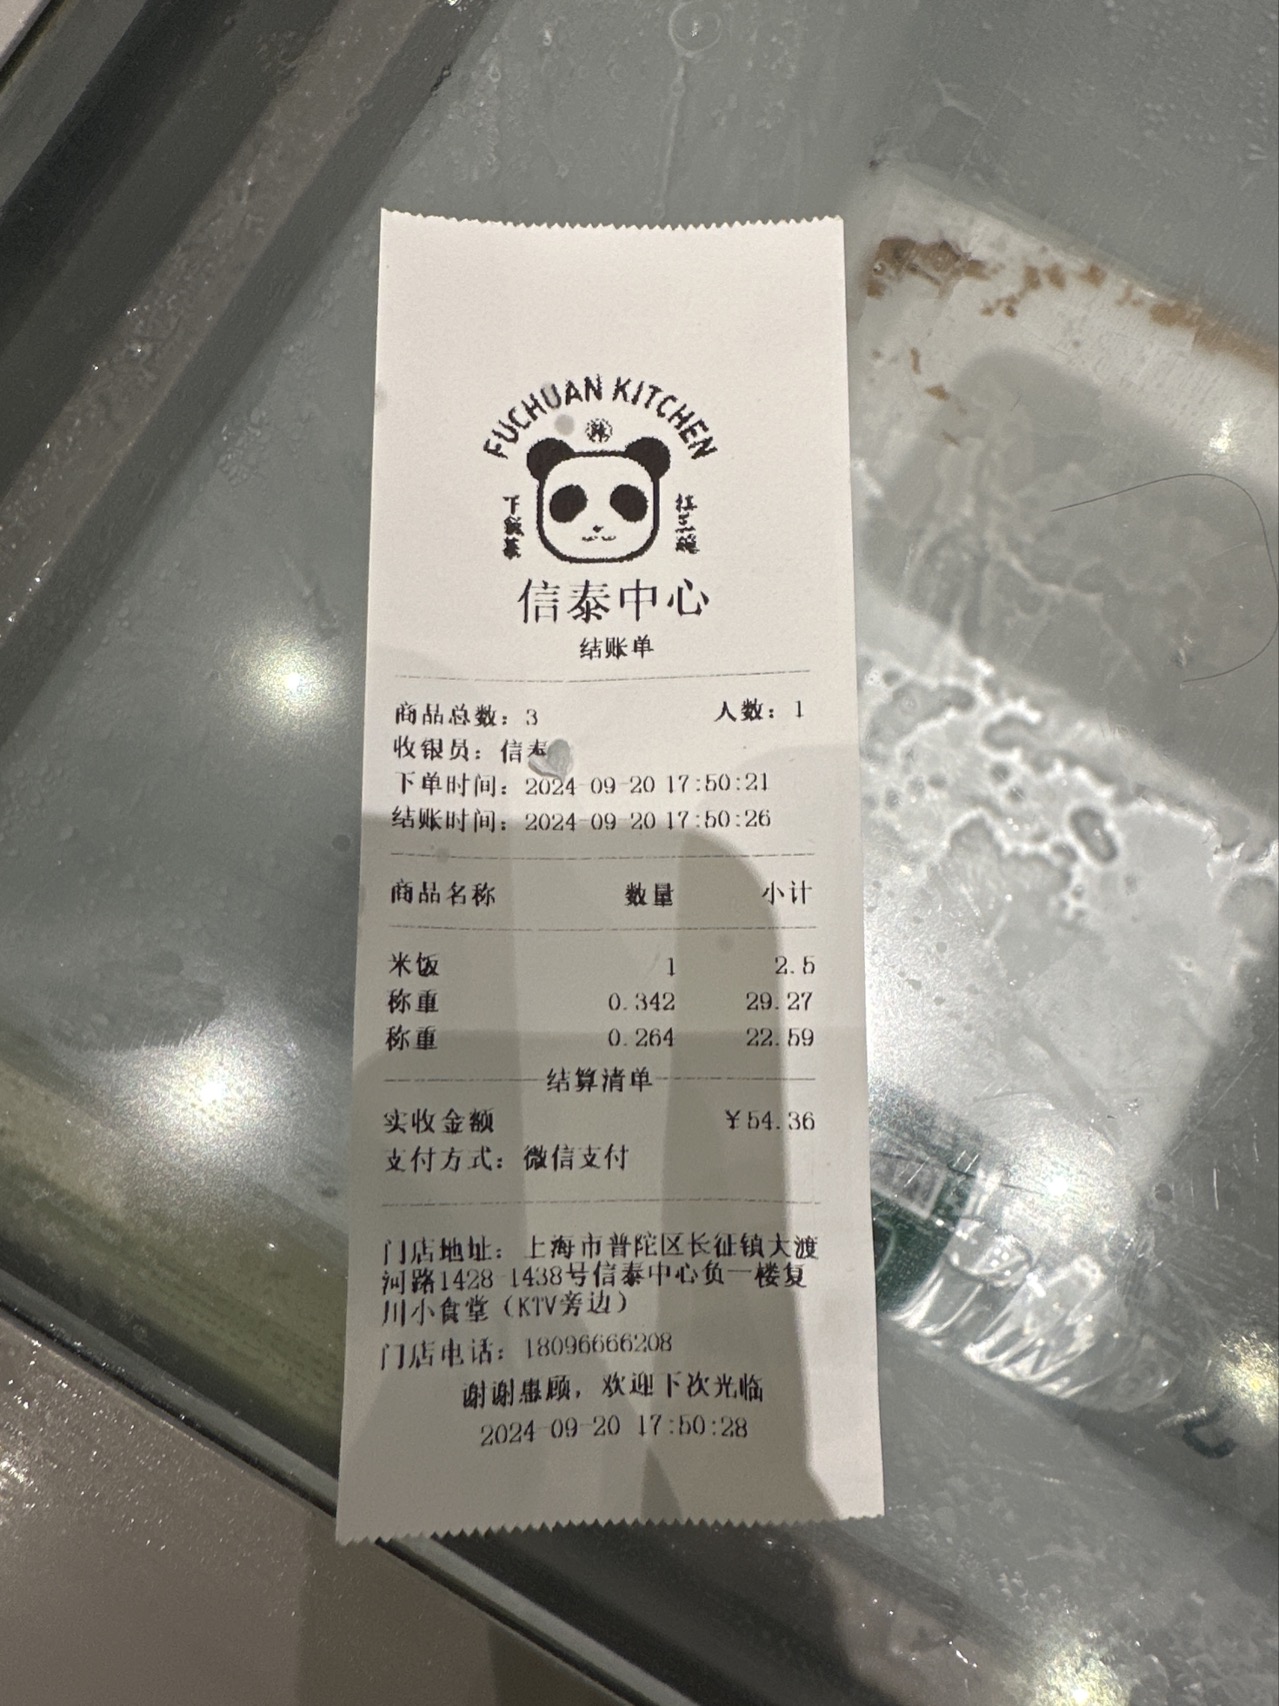 FUCHUAN KITCHEN
下飯菜
信泰中心
结账单
商品总数：3 人数：1
收银员：信泰
下单时间：2024-09-20 17:50:21
结账时间：2024-09-20 17:50:26
商品名称 数量 小计
米饭 1 2.5
称重 0.342 29.27
称重 0.264 22.59
结算清单
实收金额 ￥54.36
支付方式：微信支付
门店地址：上海市普陀区长征镇大渡
河路1428-1438号信泰中心负一楼复
川小食堂（KTV旁边）
门店电话：18096666208
谢谢惠顾，欢迎下次光临
2024-09-20 17:50:28